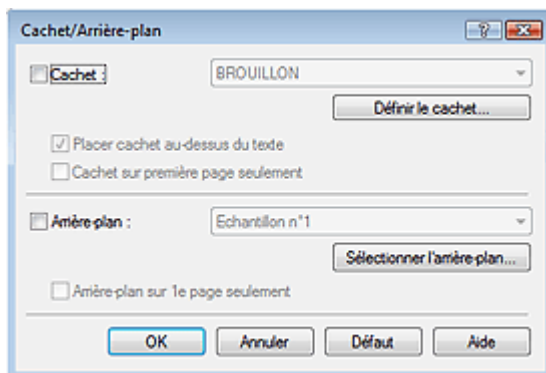 Cachet/Arrière-plan
Cachet : BROUILLON
Définir le cachet...
Placer cachet au-dessus du texte
Cachet sur première page seulement
Arrière-plan : Echantillon n°1
Sélectionner l'arrière-plan...
Arrière-plan sur 1e page seulement
OK Annuler Défaut Aide